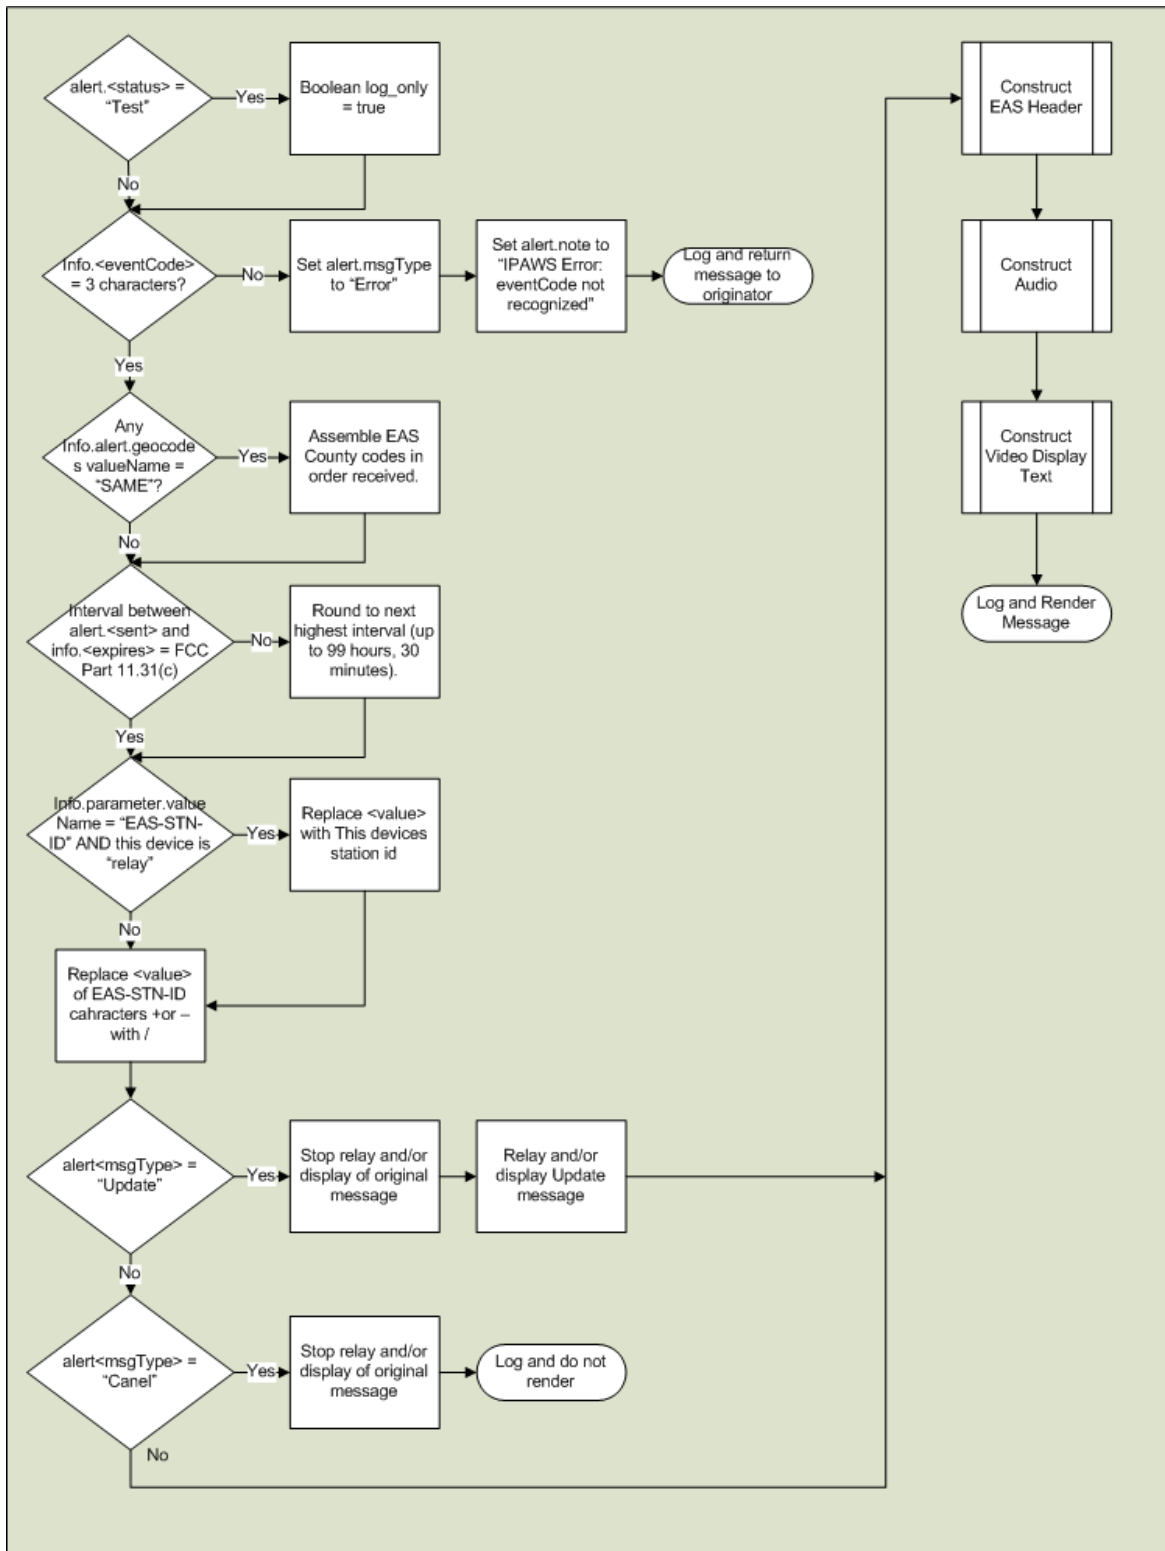 alert.<status> =
“Test”
Yes
Boolean log_only
= true
No
Info.<eventCode>
= 3 characters?
No
Set alert.msgType
to “Error”
Set alert.note to
“IPAWS Error:
eventCode not
recognized”
Log and return
message to
originator
Yes
Any
Info.alert.geocode
s valueName =
“SAME”?
Yes
Assemble EAS
County codes in
order received.
No
Interval between
alert.<sent> and
info.<expires> = FCC
Part 11.31(c)
No
Round to next
highest interval (up
to 99 hours, 30
minutes).
Yes
Info.parameter.value
Name = “EAS-STN-
ID” AND this device is
“relay”
Yes
Replace <value>
with This devices
station id
No
Replace <value>
of EAS-STN-ID
cahracters +or –
with /
alert<msgType> =
“Update”
Yes
Stop relay and/or
display of original
message
Relay and/or
display Update
message
No
alert<msgType> =
“Canel”
Yes
Stop relay and/or
display of original
message
Log and do not
render
No
Construct
EAS Header
Construct
Audio
Construct
Video Display
Text
Log and Render
Message